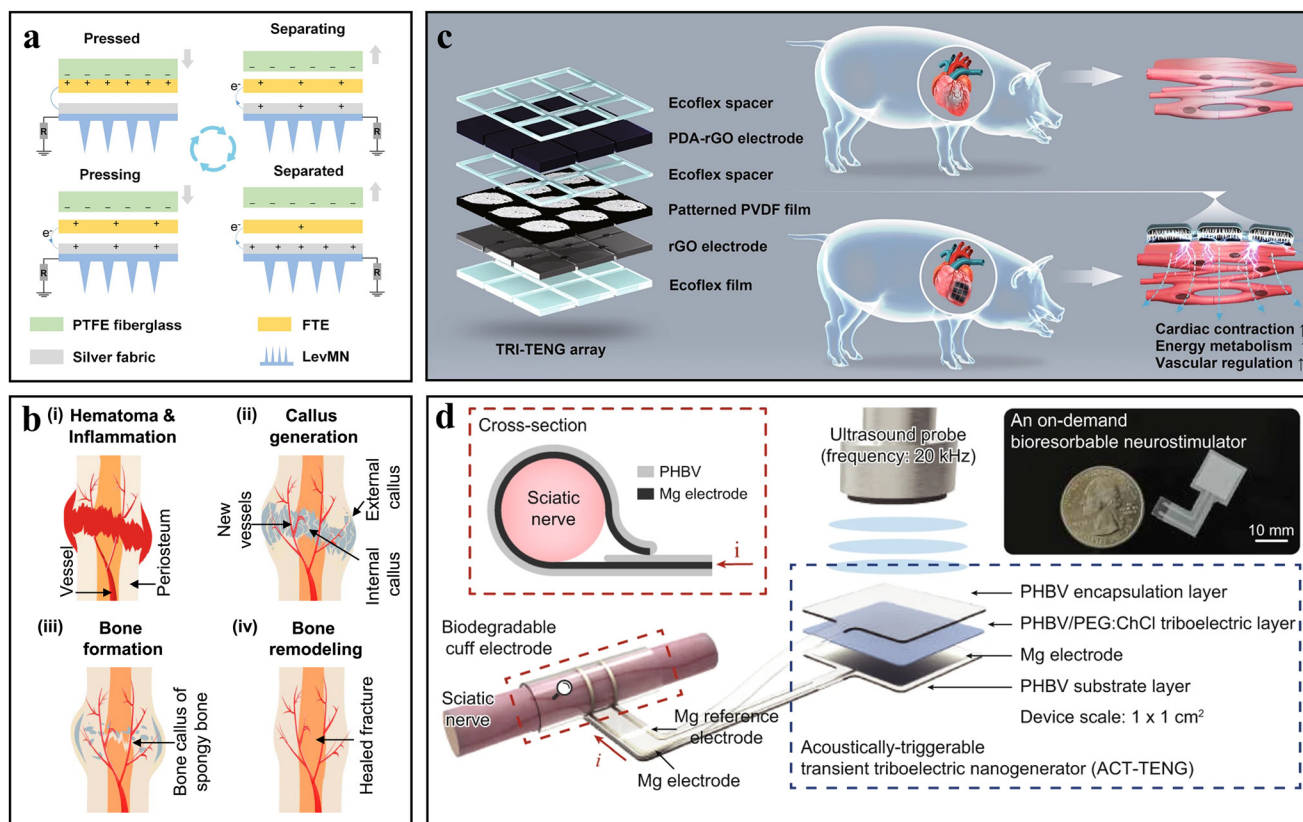 a
Pressed
Separating
− − − − − −
+ + + + + +
− − − − −
+ + +
e-
+ + +
R
R
Pressing
Separated
− − − − −
+ + +
e-
+ + +
R
− − − − −
+
e-
+ + + + +
R
PTFE fiberglass
FTE
Silver fabric
LevMN
c
Ecoflex spacer
PDA-rGO electrode
Ecoflex spacer
Patterned PVDF film
rGO electrode
Ecoflex film
TRI-TENG array
Cardiac contraction ↑
Energy metabolism ↑
Vascular regulation ↑
b
(i) Hematoma &
Inflammation
Vessel
Periosteum
(ii) Callus
generation
New
vessels
External
callus
Internal
callus
(iii) Bone
formation
Bone callus of
spongy bone
(iv) Bone
remodeling
Healed fracture
d
Cross-section
PHBV
Mg electrode
Sciatic
nerve
i
Ultrasound probe
(frequency: 20 kHz)
An on-demand
bioresorbable neurostimulator
10 mm
Biodegradable
cuff electrode
Sciatic
nerve
Mg reference
electrode
i
Mg electrode
PHBV encapsulation layer
PHBV/PEG:ChCl triboelectric layer
Mg electrode
PHBV substrate layer
Device scale: 1 x 1 cm²
Acoustically-triggerable
transient triboelectric nanogenerator (ACT-TENG)